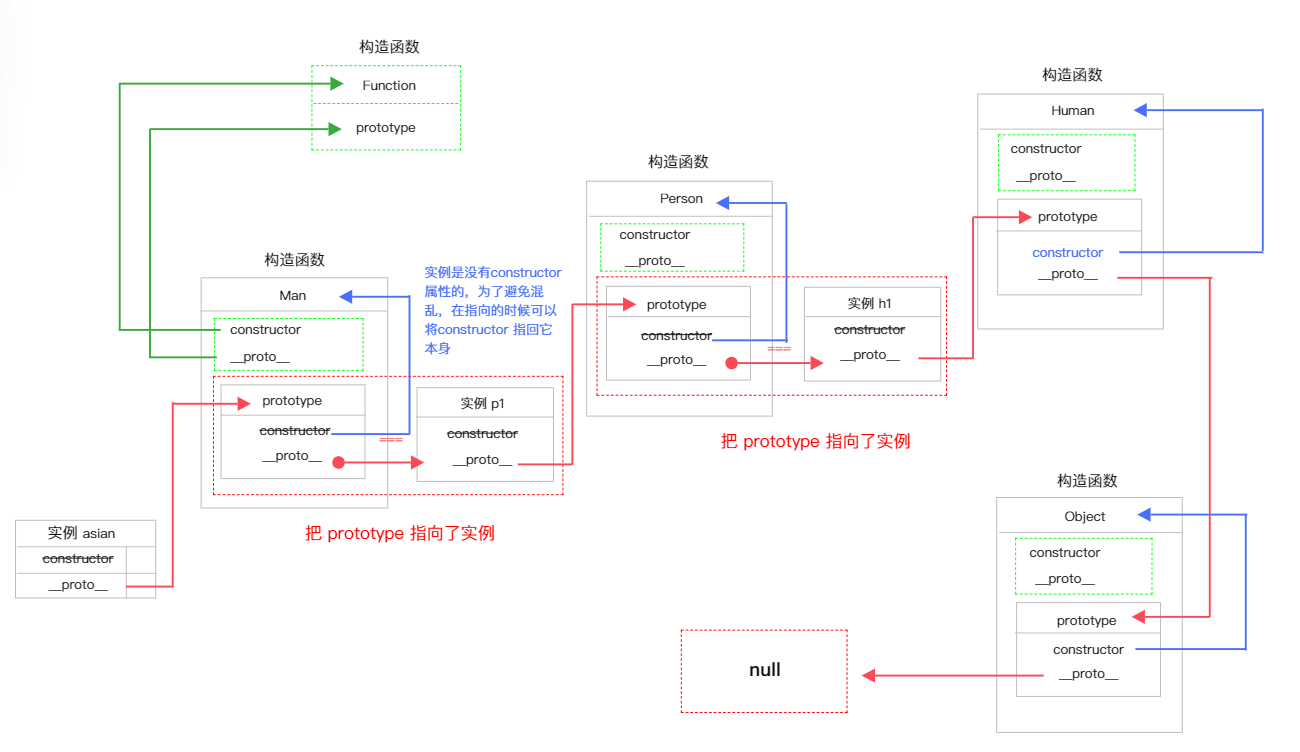 构造函数
Function
prototype
构造函数
Human
constructor
__proto__
prototype
constructor
__proto__
构造函数
Person
constructor
__proto__
prototype
constructor
__proto__
===
实例 h1
constructor
__proto__
把 prototype 指向了实例
构造函数
Man
constructor
__proto__
prototype
constructor
__proto__
===
实例 p1
constructor
__proto__
把 prototype 指向了实例
实例是没有constructor
属性的，为了避免混
乱，在指向的时候可以
将constructor 指回它
本身
实例 asian
constructor
__proto__
构造函数
Object
constructor
__proto__
prototype
constructor
__proto__
null